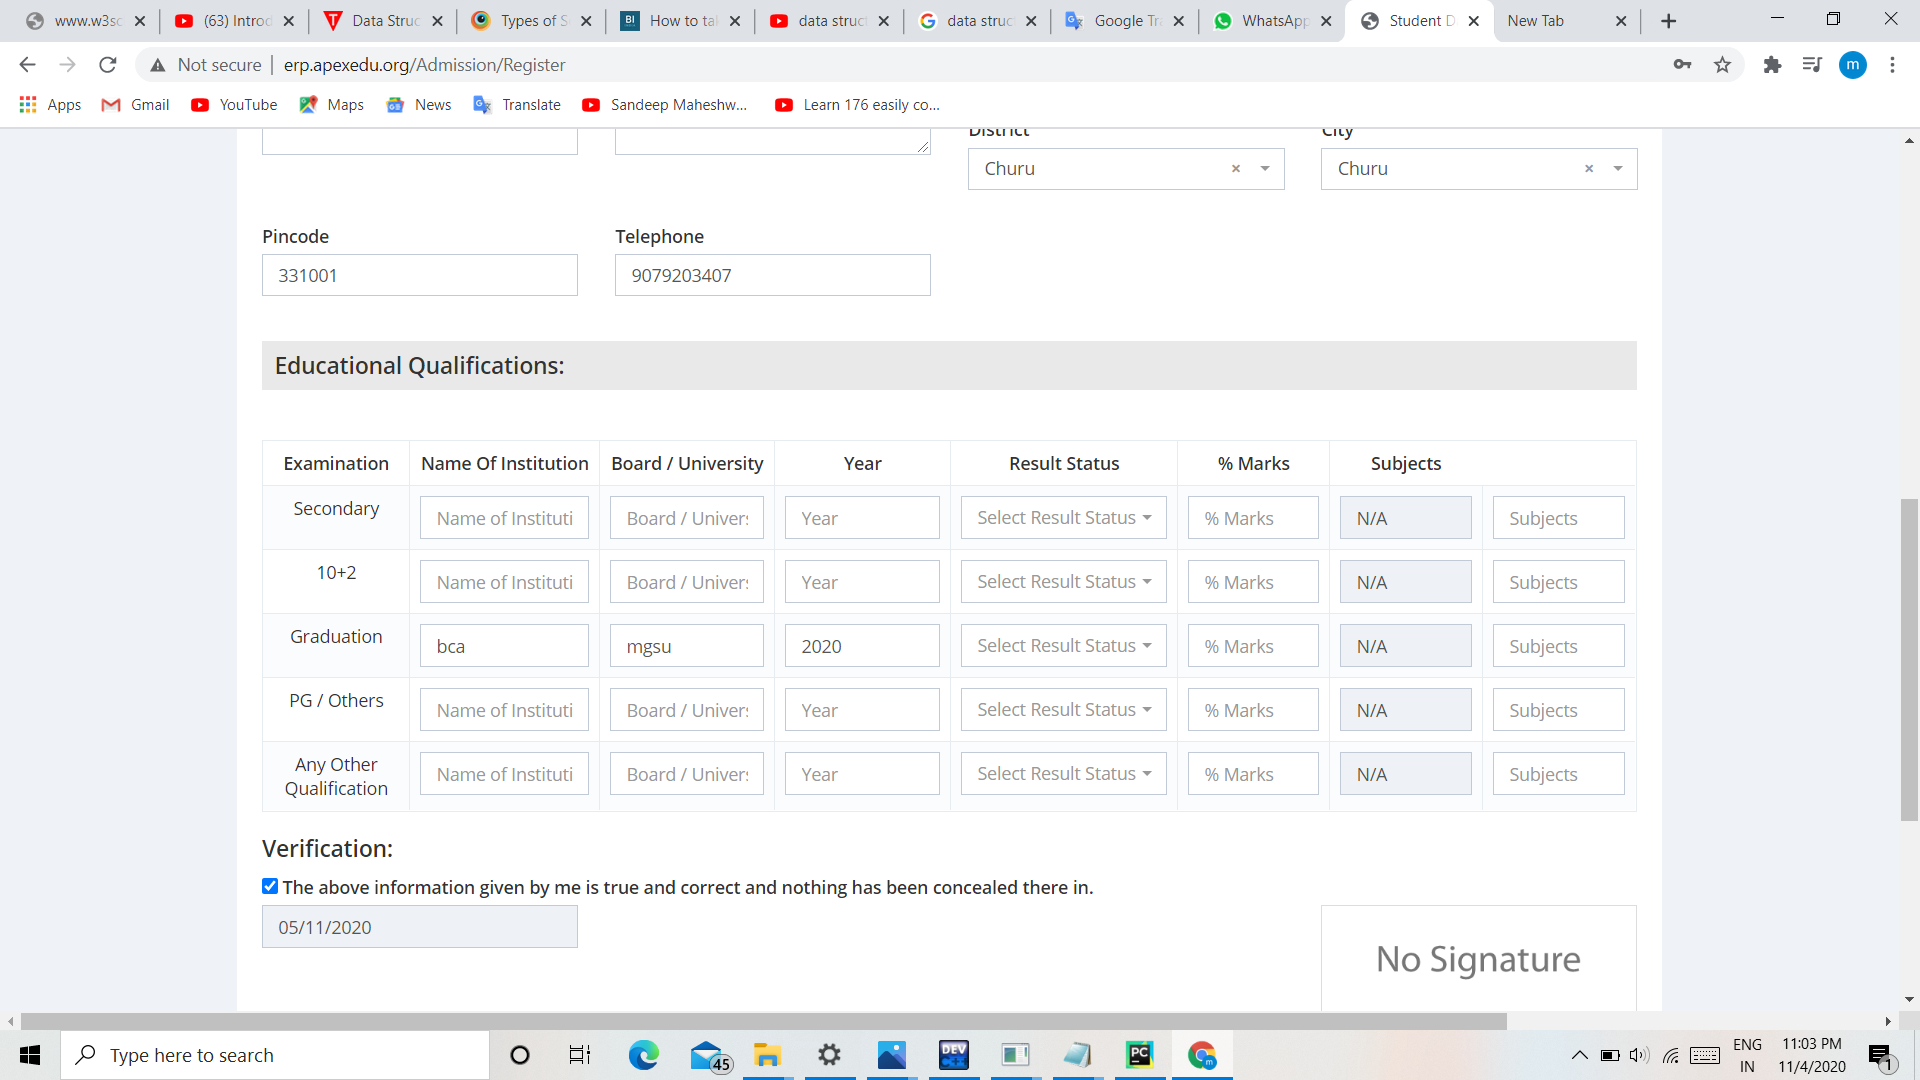 www.w3sc
(63) Introd
Data Struc
Types of S
How to tal
data struc
data struc
Google Tra
WhatsApp
Student D
New Tab
Not secure
erp.apexedu.org/Admission/Register
m
Apps
Gmail
YouTube
Maps
News
Translate
Sandeep Maheshw...
Learn 176 easily co...
District
City
Churu
Churu
Pincode
Telephone
331001
9079203407
Educational Qualifications:
Examination Name Of Institution Board / University Year Result Status % Marks Subjects
Secondary Name of Instituti Board / Univers Year Select Result Status % Marks N/A Subjects
10+2 Name of Instituti Board / Univers Year Select Result Status % Marks N/A Subjects
Graduation bca mgsu 2020 Select Result Status % Marks N/A Subjects
PG / Others Name of Instituti Board / Univers Year Select Result Status % Marks N/A Subjects
Any Other Qualification Name of Instituti Board / Univers Year Select Result Status % Marks N/A Subjects
Verification:
The above information given by me is true and correct and nothing has been concealed there in.
05/11/2020
No Signature
Type here to search
45
DEV
PC
m
ENG
IN
11:03 PM
11/4/2020
1